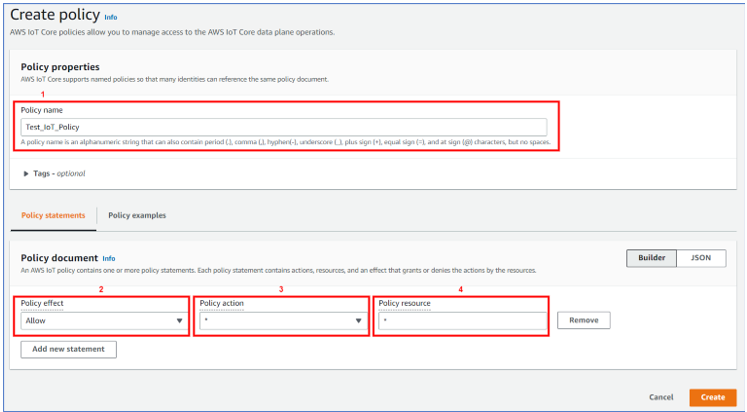 Create policy Info
AWS IoT Core policies allow you to manage access to the AWS IoT Core data plane operations.
Policy properties
AWS IoT Core supports named policies so that many identities can reference the same policy document.
1
Policy name
Test_IoT_Policy
A policy name is an alphanumeric string that can also contain period (.), comma (,), hyphen(-), underscore (_), plus sign (+), equal sign (=), and at sign (@) characters, but no spaces.
Tags - optional
Policy statements Policy examples
Policy document Info
Builder JSON
An AWS IoT policy contains one or more policy statements. Each policy statement contains actions, resources, and an effect that grants or denies the actions by the resources.
2 3 4
Policy effect Policy action Policy resource
Allow * * Remove
Add new statement
Cancel Create